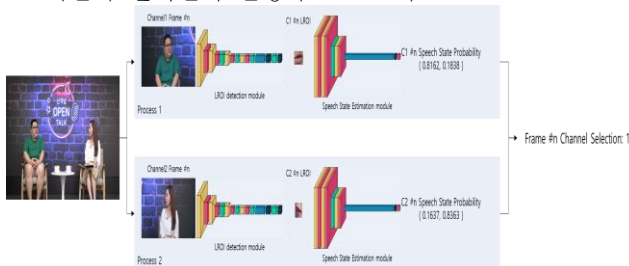 Channel1 Frame #n
C1 #n LROI
C1 #n Speech State Probability
{ 0.8162, 0.1838 }
LROI detection module
Speech State Estimation module
Process 1
OPEN
TALK
Frame #n Channel Selection: 1
Channel2 Frame #n
C2 #n LROI
C2 #n Speech State Probability
{ 0.1637, 0.8363 }
LROI detection module
Speech State Estimation module
Process 2